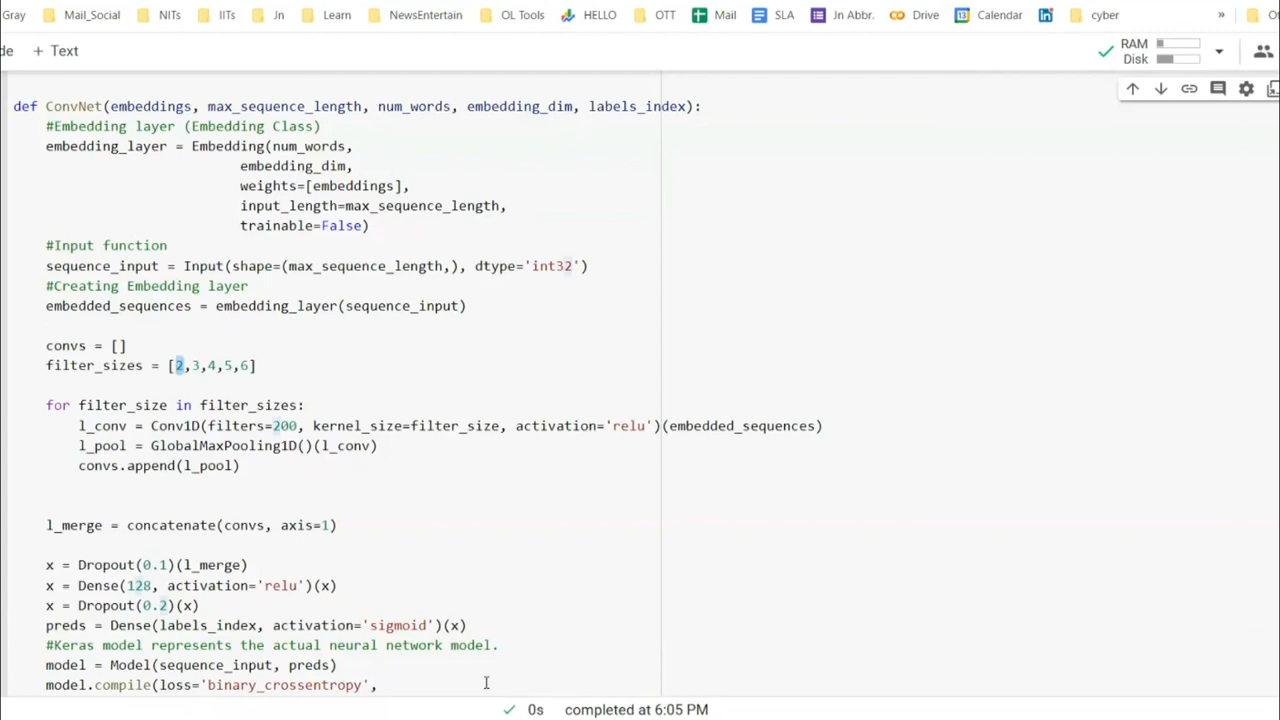 Gray Mail_Social NITs IITs Jn Learn NewsEntertain OL Tools HELLO OTT Mail SLA Jn Abbr. Drive 13 Calendar in cyber »
de + Text RAM
Disk
def ConvNet(embeddings, max_sequence_length, num_words, embedding_dim, labels_index):
#Embedding layer (Embedding Class)
embedding_layer = Embedding(num_words,
embedding_dim,
weights=[embeddings],
input_length=max_sequence_length,
trainable=False)
#Input function
sequence_input = Input(shape=(max_sequence_length,), dtype='int32')
#Creating Embedding layer
embedded_sequences = embedding_layer(sequence_input)
convs = []
filter_sizes = [2,3,4,5,6]
for filter_size in filter_sizes:
l_conv = Conv1D(filters=200, kernel_size=filter_size, activation='relu')(embedded_sequences)
l_pool = GlobalMaxPooling1D()(l_conv)
convs.append(l_pool)
l_merge = concatenate(convs, axis=1)
x = Dropout(0.1)(l_merge)
x = Dense(128, activation='relu')(x)
x = Dropout(0.2)(x)
preds = Dense(labels_index, activation='sigmoid')(x)
#Keras model represents the actual neural network model.
model = Model(sequence_input, preds)
model.compile(loss='binary_crossentropy',
0s completed at 6:05 PM